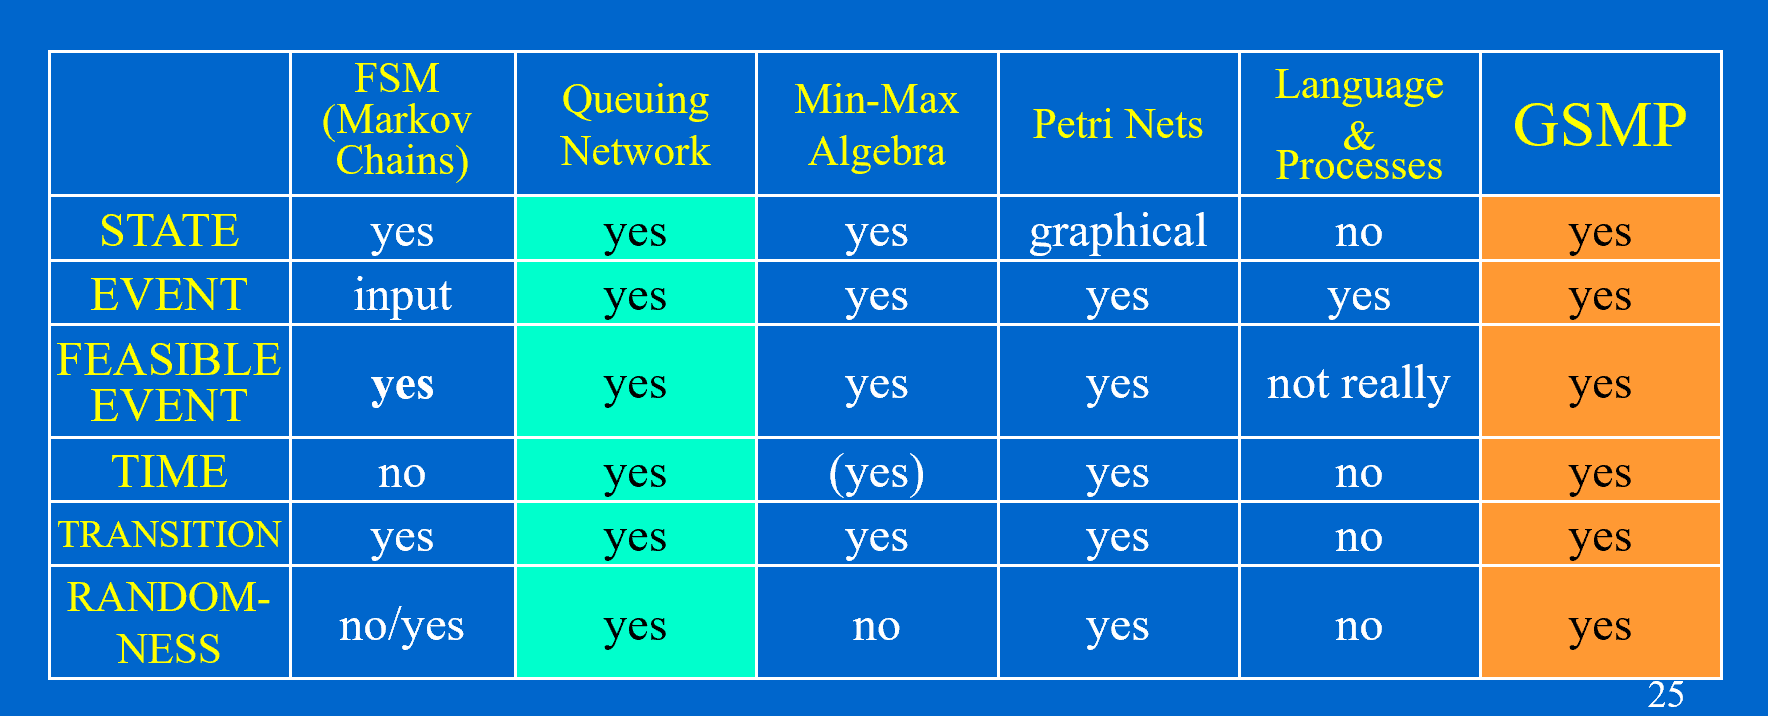 FSM
(Markov
Chains)
Queuing
Network
Min-Max
Algebra
Petri Nets
Language
&
Processes
GSMP
STATE
yes
yes
yes
graphical
no
yes
EVENT
input
yes
yes
yes
yes
yes
FEASIBLE
EVENT
yes
yes
yes
yes
not really
yes
TIME
no
yes
(yes)
yes
no
yes
TRANSITION
yes
yes
yes
yes
no
yes
RANDOM-
NESS
no/yes
yes
no
yes
no
yes
25